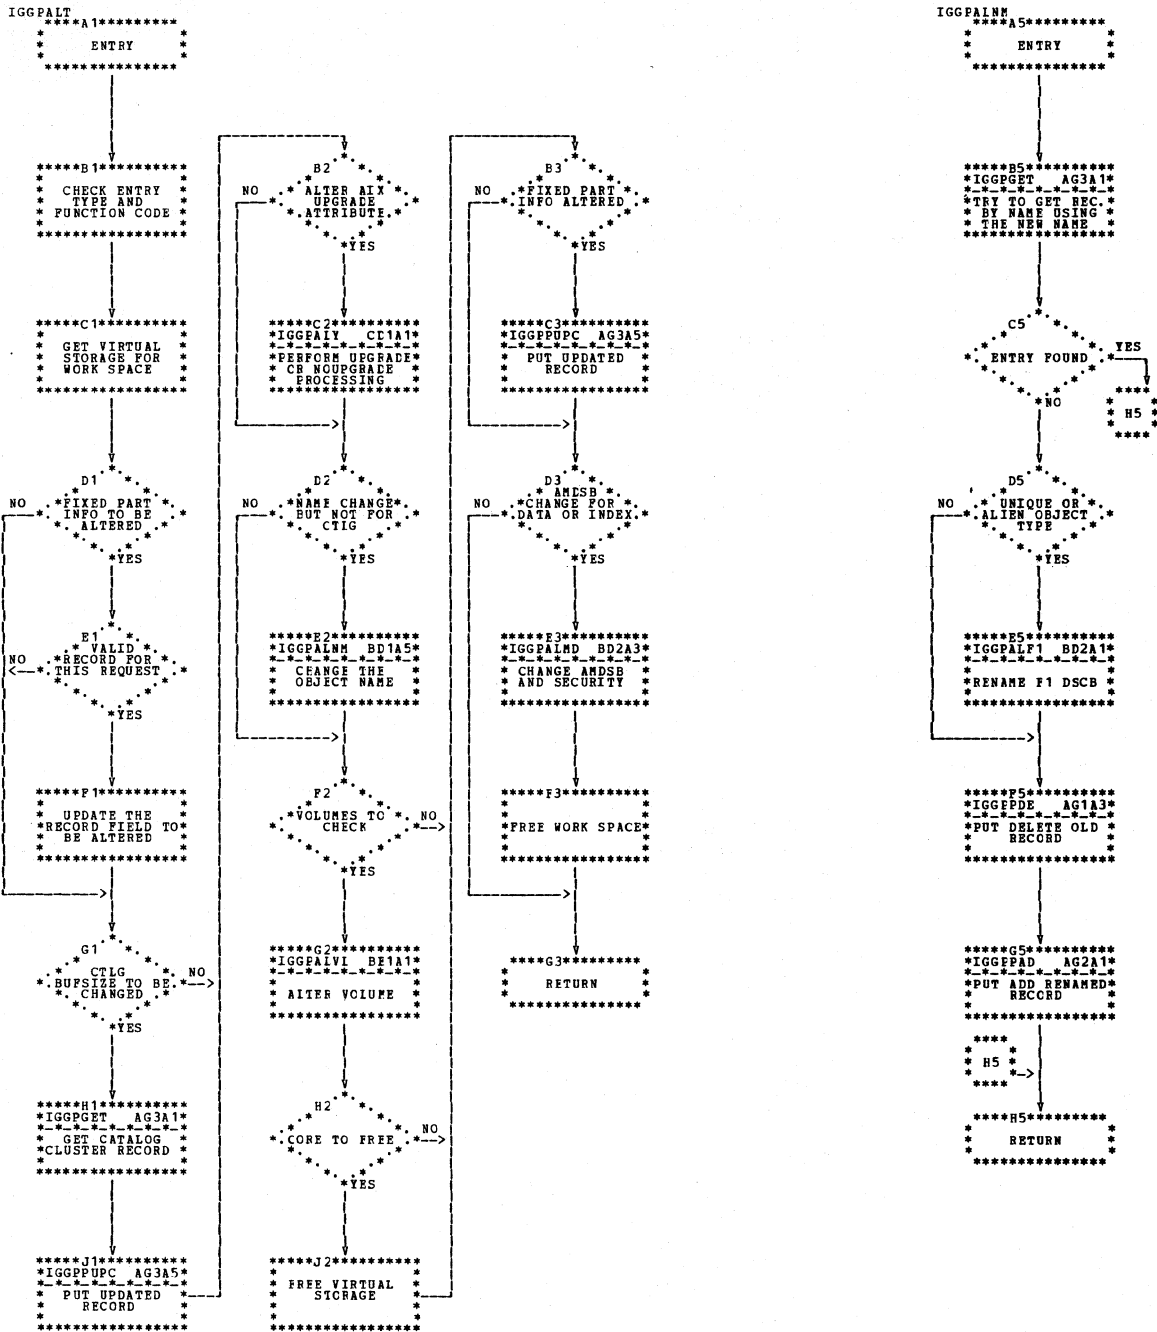 IGGPALT
A1
ENTRY
B1
CHECK ENTRY
TYPE AND
FUNCTION CODE
C1
GET VIRTUAL
STORAGE FOR
WORK SPACE
D1
FIXED PART
INFO TO BE
ALTERED
NO
YES
E1
VALID
RECORD FOR
THIS REQUEST
NO
YES
F1
UPDATE THE
RECORD FIELD TO
BE ALTERED
G1
CTLG
BUFSIZE TO BE
CHANGED
NO
YES
H1
IGGPGET AG3A1
GET CATALOG
CLUSTER RECORD
J1
IGGPPUPC AG3A5
PUT UPDATED
RECORD
B2
ALTER AIX
UPGRADE
ATTRIBUTE
NO
YES
C2
IGGPAIY CD1A1
PERFORM UPGRADE
OR NOUPGRADE
PROCESSING
D2
NAME CHANGE
BUT NOT FOR
CTLG
NO
YES
E2
IGGPALNM BD1A5
CHANGE THE
OBJECT NAME
F2
VOLUMES TO
CHECK
NO
YES
G2
IGGPALVL BE1A1
ALTER VOLUME
H2
CORE TO FREE
NO
YES
J2
FREE VIRTUAL
STORAGE
B3
FIXED PART
INFO ALTERED
NO
YES
C3
IGGPPUPC AG3A5
PUT UPDATED
RECORD
D3
AMDSB
CHANGE FOR
DATA OR INDEX
NO
YES
E3
IGGPALMD BD2A3
CHANGE AMDSB
AND SECURITY
F3
FREE WORK SPACE
G3
RETURN
IGGPALNM
A5
ENTRY
B5
IGGPGET AG3A1
TRY TO GET REC.
BY NAME USING
THE NEW NAME
C5
ENTRY FOUND
YES
NO
H5
D5
UNIQUE OR
ALIEN OBJECT
TYPE
NO
YES
E5
IGGPALF1 BD2A1
RENAME F1 DSCB
F5
IGGPPDE AG1A3
PUT DELETE OLD
RECORD
G5
IGGPPAD AG2A1
PUT ADD RENAMED
RECORD
H5
H5
RETURN